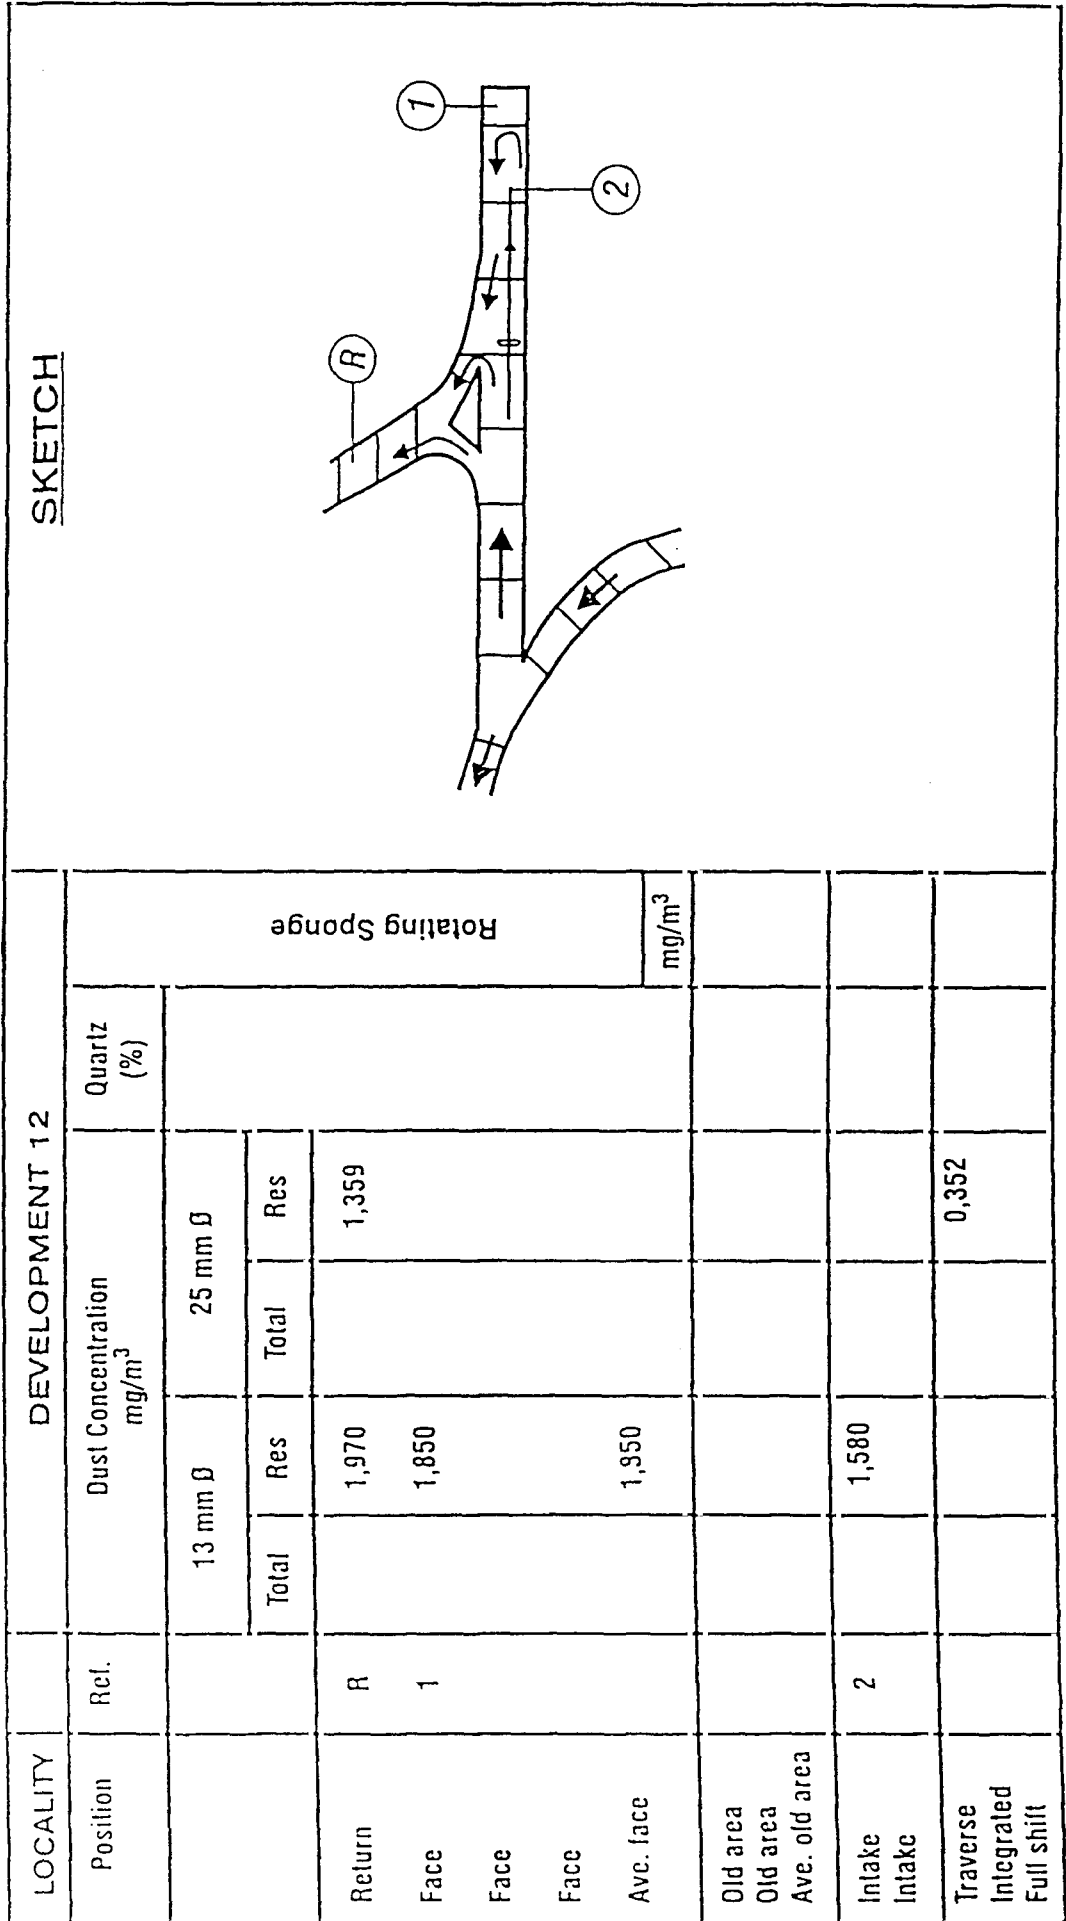 LOCALITY
DEVELOPMENT 12
Position
Ref.
Dust Concentration
mg/m³
Quartz
(%)
Rotating Sponge
13 mm Ø
25 mm Ø
Total
Res
Total
Res
mg/m³
Return R 1,970 1,359
Face 1 1,850
Face
Face
Ave. face 1,950
Old area
Old area
Ave. old area
Intake 2 1,580
Intake
Traverse 0,352
Integrated
Full shift
SKETCH
R
1
2